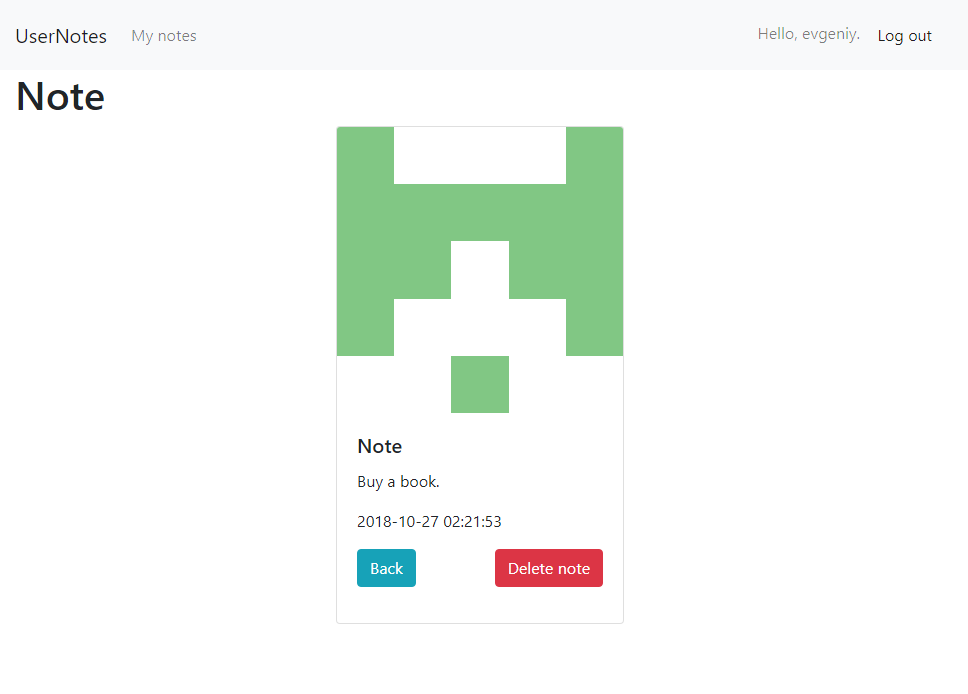 UserNotes My notes Hello, evgeniy. Log out
Note
Note
Buy a book.
2018-10-27 02:21:53
Back Delete note